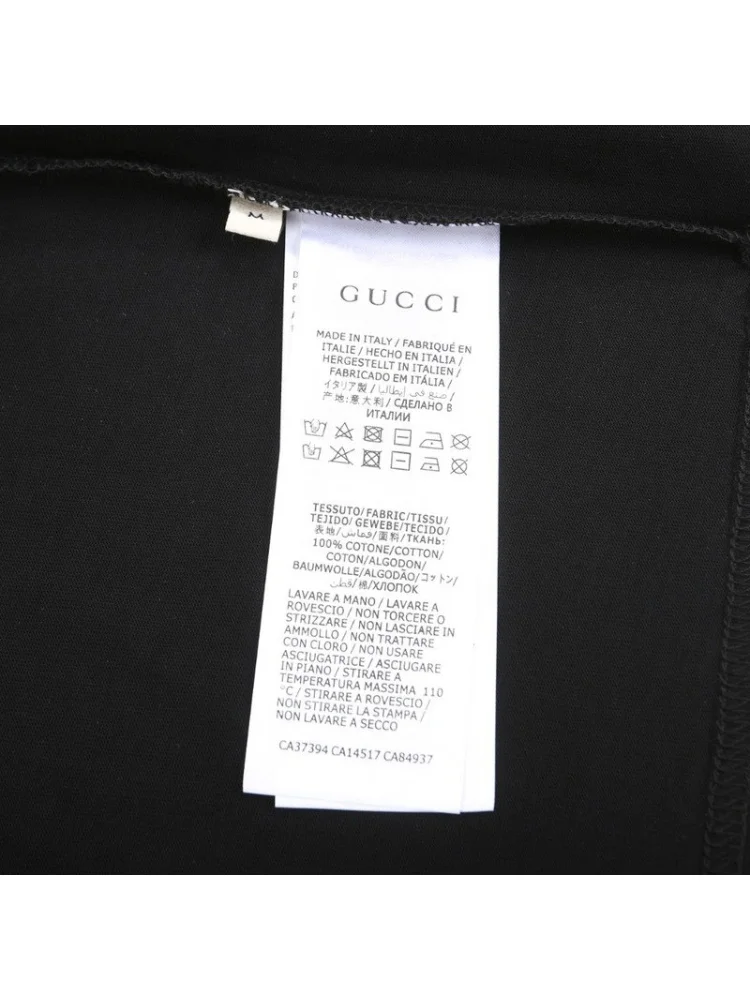 M
GUCCI
MADE IN ITALY / FABRIQUÉ EN
ITALIE / HECHO EN ITALIA /
HERGESTELLT IN ITALIEN /
FABRICADO EM ITÁLIA /
イタリア製 / صنع في إيطاليا /
产地:意大利 / СДЕЛАНО В
ИТАЛИИ
TESSUTO/FABRIC/TISSU/
TEJIDO/GEWEBE/TECIDO/
表地/قماش/面料/ТКАНЬ:
100% COTONE/COTTON/
COTON/ALGODON/
BAUMWOLLE/ALGODÃO/コットン/
قطن/棉/ХЛОПОК
LAVARE A MANO / LAVARE A
ROVESCIO / NON TORCERE O
STRIZZARE / NON LASCIARE IN
AMMOLLO / NON TRATTARE
CON CLORO / NON USARE
ASCIUGATRICE / ASCIUGARE
IN PIANO / STIRARE A
TEMPERATURA MASSIMA 110
°C / STIRARE A ROVESCIO /
NON STIRARE LA STAMPA /
NON LAVARE A SECCO
CA37394 CA14517 CA84937